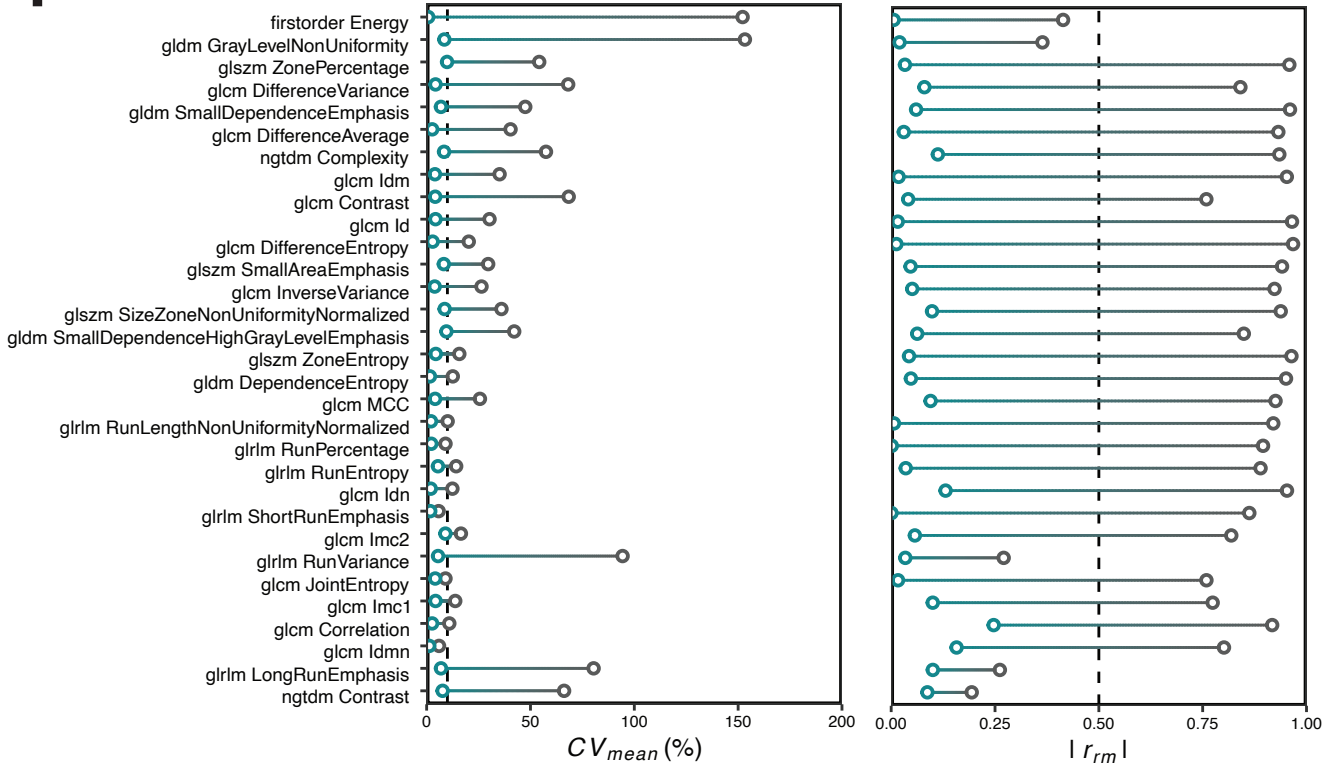 firstorder Energy
gldm GrayLevelNonUniformity
glszm ZonePercentage
glcm DifferenceVariance
gldm SmallDependenceEmphasis
glcm DifferenceAverage
ngtdm Complexity
glcm Idm
glcm Contrast
glcm Id
glcm DifferenceEntropy
glszm SmallAreaEmphasis
glcm InverseVariance
glszm SizeZoneNonUniformityNormalized
gldm SmallDependenceHighGrayLevelEmphasis
glszm ZoneEntropy
gldm DependenceEntropy
glcm MCC
glrlm RunLengthNonUniformityNormalized
glrlm RunPercentage
glrlm RunEntropy
glcm Idn
glrlm ShortRunEmphasis
glcm Imc2
glrlm RunVariance
glcm JointEntropy
glcm Imc1
glcm Correlation
glcm Idmn
glrlm LongRunEmphasis
ngtdm Contrast
0 50 100 150 200
CVmean (%)
0.00 0.25 0.50 0.75 1.00
| rrm |